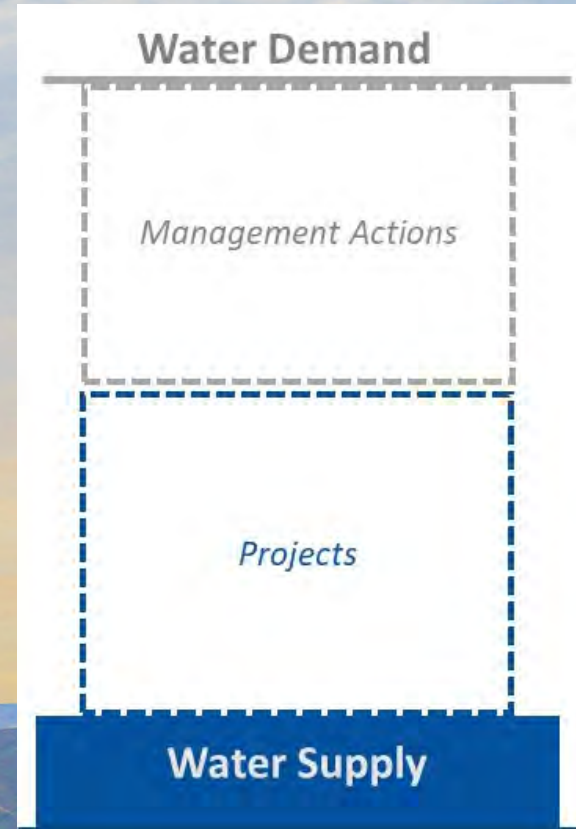 Water Demand
Management Actions
Projects
Water Supply